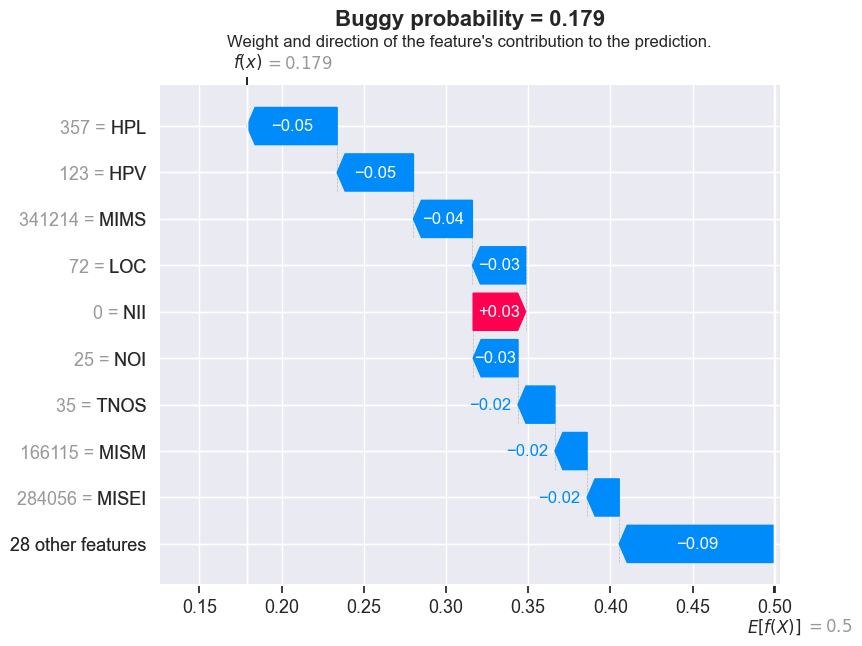 Buggy probability = 0.179
Weight and direction of the feature's contribution to the prediction.
f(x) = 0.179
357 = HPL −0.05
123 = HPV −0.05
341214 = MIMS −0.04
72 = LOC −0.03
0 = NII +0.03
25 = NOI −0.03
35 = TNOS −0.02
166115 = MISM −0.02
284056 = MISEI −0.02
28 other features −0.09
0.15 0.20 0.25 0.30 0.35 0.40 0.45 0.50
E[f(X)] = 0.5